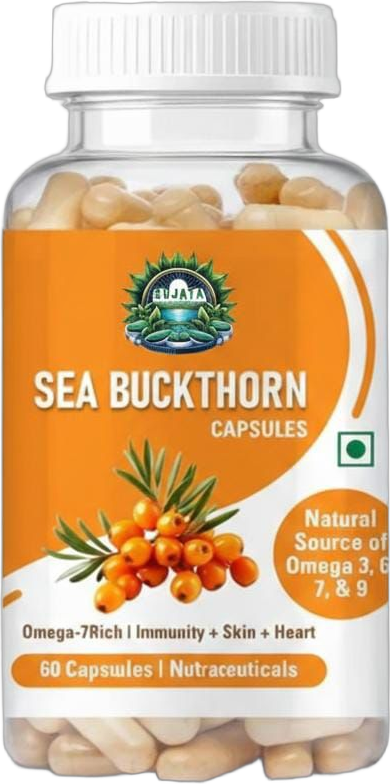 SUJATA
SEA BUCKTHORN
CAPSULES
Natural
Source of
Omega 3, 6
7, & 9
Omega-7Rich | Immunity + Skin + Heart
60 Capsules | Nutraceuticals